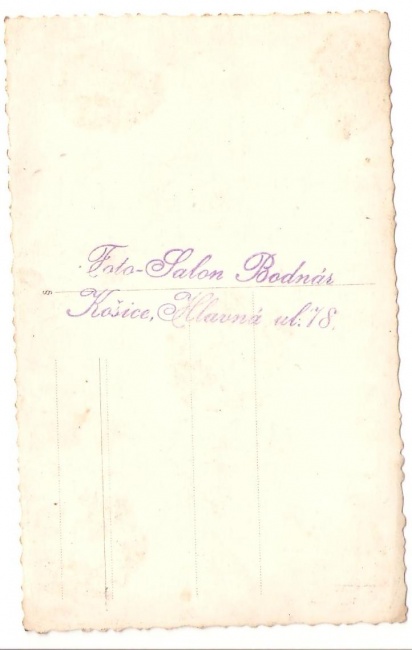 Foto-Salon Bodnár
Košice, Hlavná ul. 78.